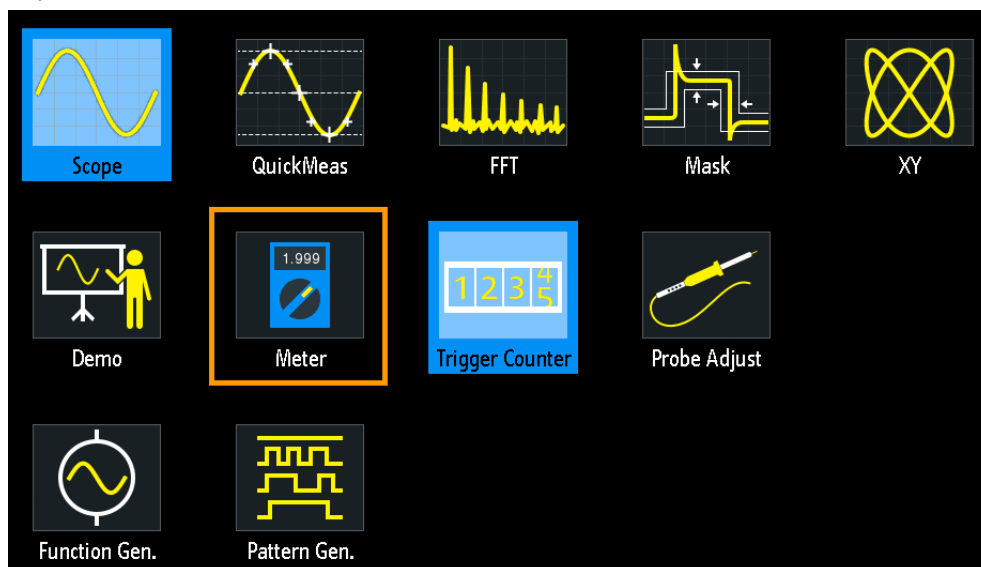 Scope
QuickMeas
FFT
Mask
XY
1.999
1 2 3 4
5
Demo
Meter
Trigger Counter
Probe Adjust
Function Gen.
Pattern Gen.